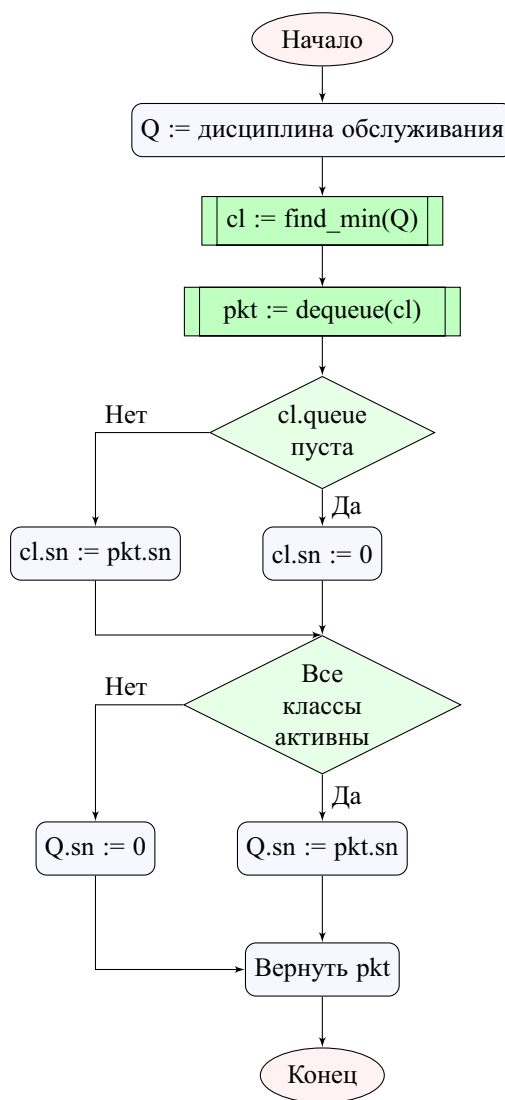 Начало
Q := дисциплина обслуживания
cl := find_min(Q)
pkt := dequeue(cl)
cl.queue
пуста
Нет
Да
cl.sn := pkt.sn
cl.sn := 0
Все
классы
активны
Нет
Да
Q.sn := 0
Q.sn := pkt.sn
Вернуть pkt
Конец